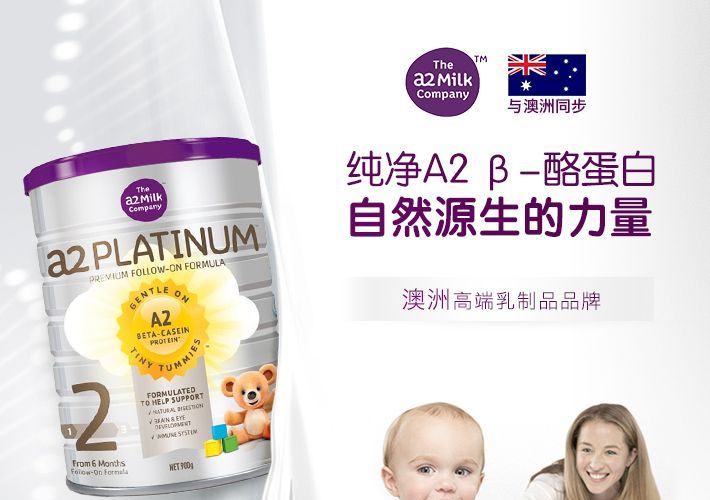 The
a2 Milk
Company
TM
与澳洲同步
纯净A2 β-酪蛋白
自然源生的力量
澳洲高端乳制品品牌
The
a2 Milk
Company
a2 PLATINUM
PREMIUM FOLLOW-ON FORMULA
GENTLE ON
A2
BETA-CASEIN
PROTEIN*
TINY TUMMIES
FORMULATED
TO HELP SUPPORT
✓ NATURAL DIGESTION
✓ BRAIN & EYE
DEVELOPMENT
✓ IMMUNE SYSTEM
1 2 3
From 6 Months
Follow-on Formula
NET 900g